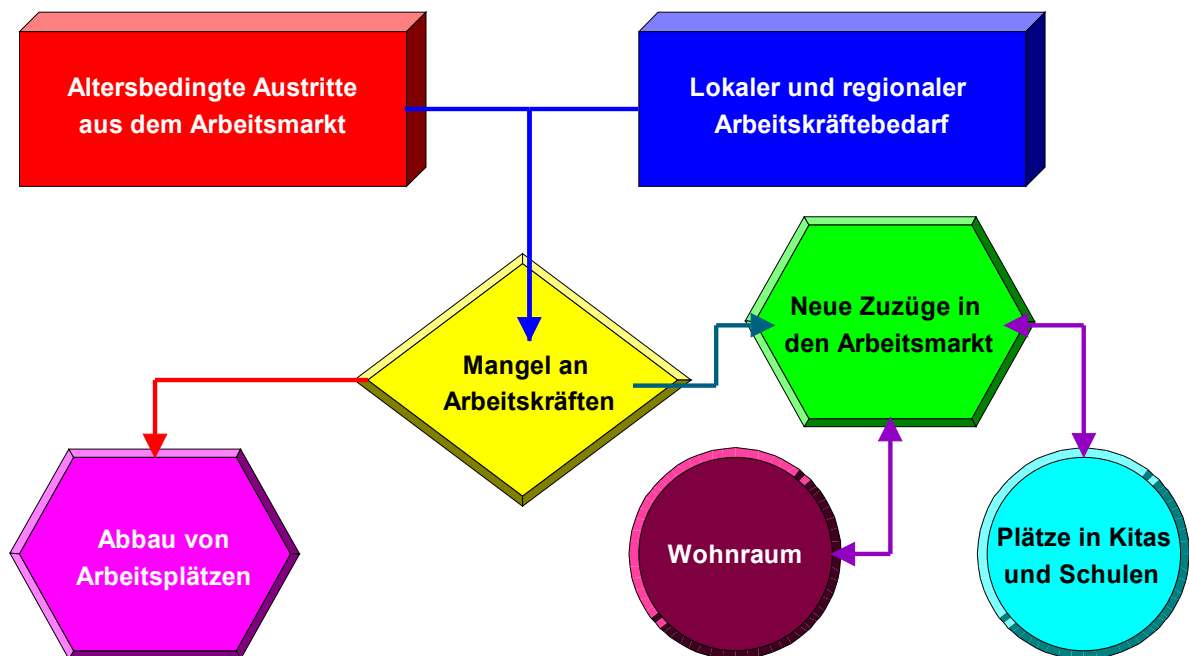 Altersbedingte Austritte
aus dem Arbeitsmarkt
Lokaler und regionaler
Arbeitskräftebedarf
Neue Zuzüge in
den Arbeitsmarkt
Mangel an
Arbeitskräften
Abbau von
Arbeitsplätzen
Wohnraum
Plätze in Kitas
und Schulen